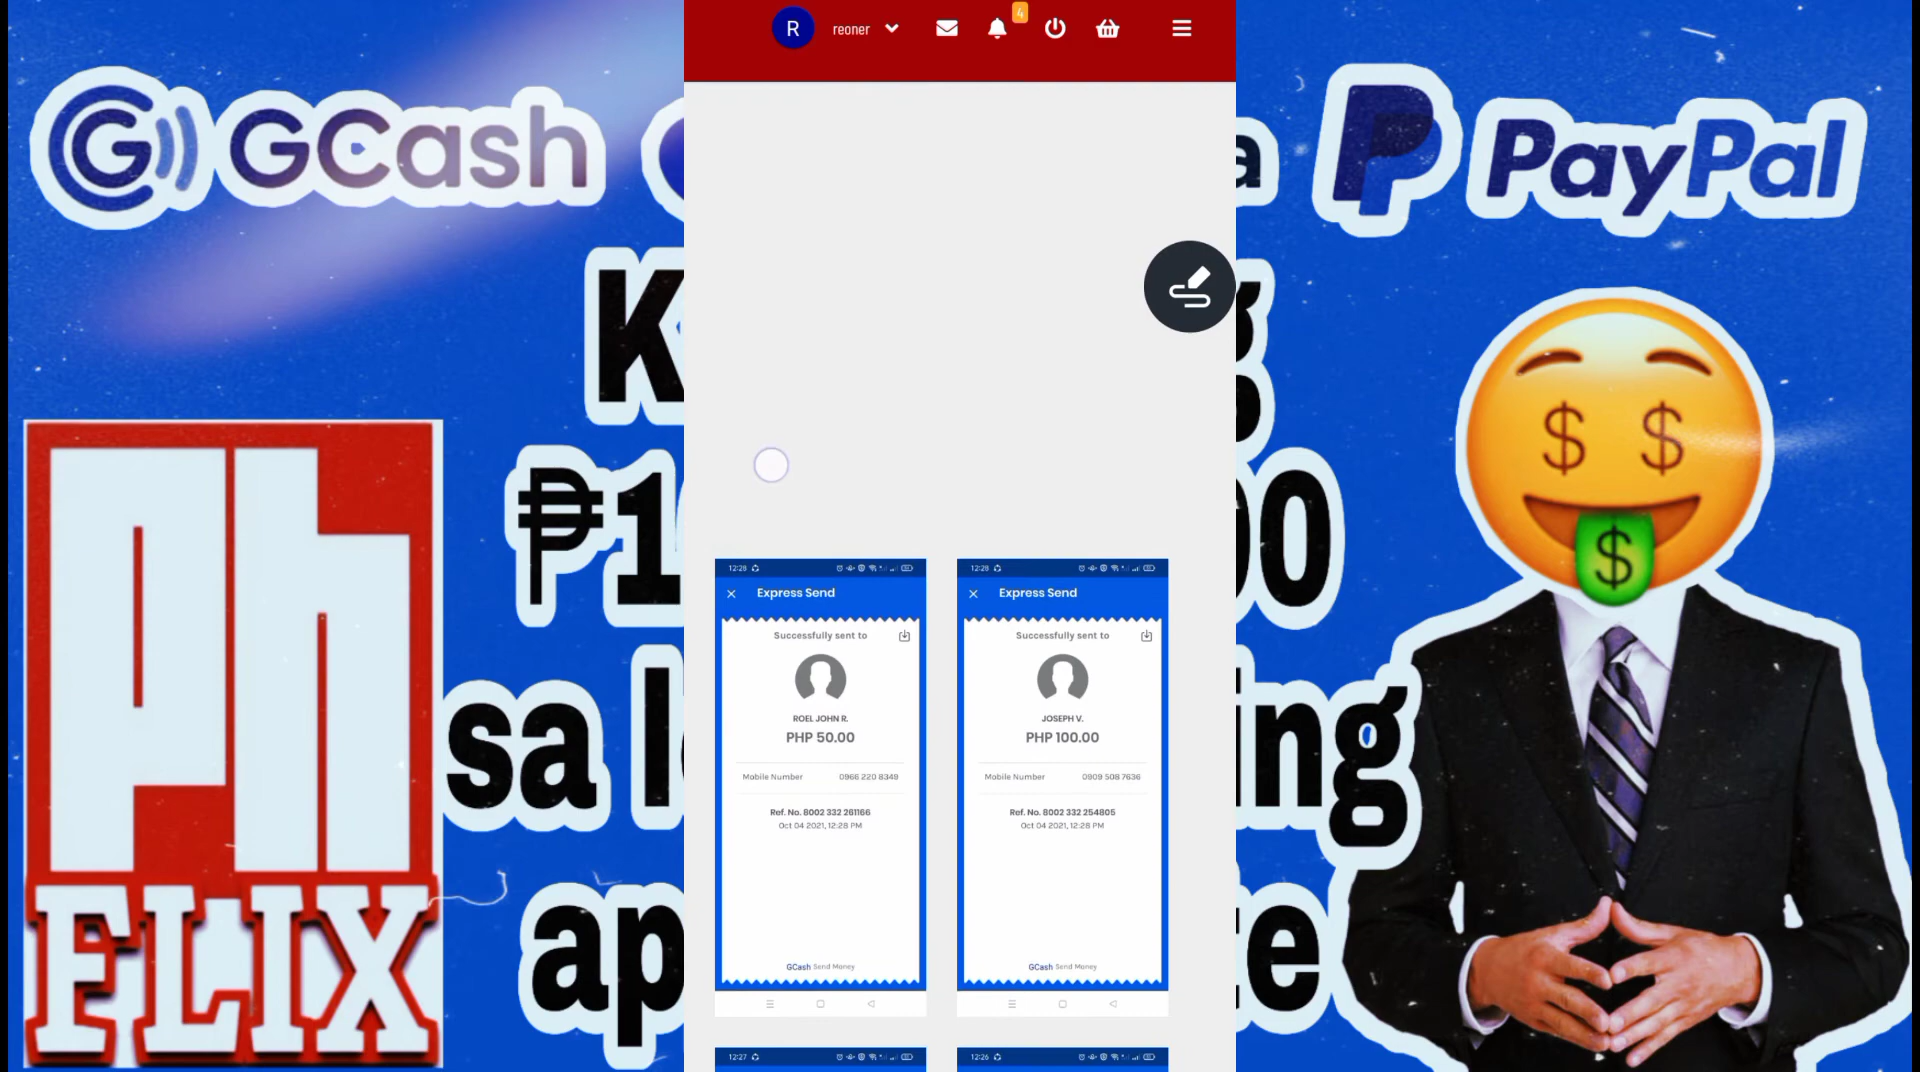 R reoner 4
GCash
PayPal
Ph
FLIX
sa
ap
12:28
Express Send
Successfully sent to
ROEL JOHN R.
PHP 50.00
Mobile Number 0966 220 8349
Ref. No. 8002 332 261166
Oct 04 2021, 12:28 PM
GCash Send Money
12:28
Express Send
Successfully sent to
JOSEPH V.
PHP 100.00
Mobile Number 0909 508 7636
Ref. No. 8002 332 254805
Oct 04 2021, 12:28 PM
GCash Send Money
12:27
12:26